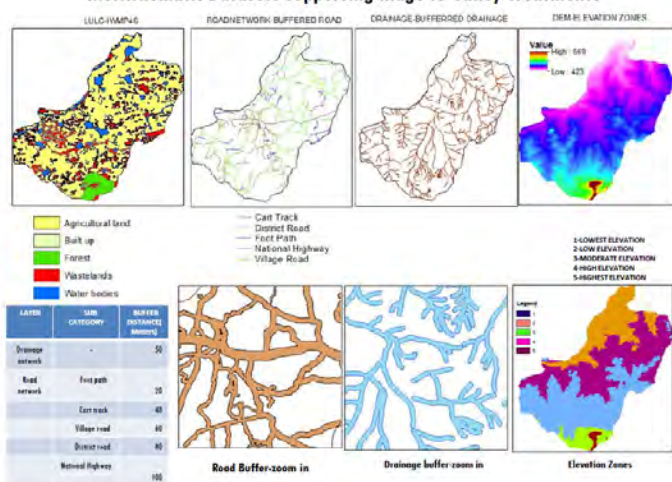 LULC-IWMP46
ROADNETWORK-BUFFERED ROAD
DRAINAGE-BUFERRED DRAINAGE
DEM-ELEVATION ZONES
Value
High : 569
Low : 423
Agricultural land
Built up
Forest
Wastelands
Water bodies
Cart Track
District Road
Foot Path
National Highway
Village Road
1-LOWEST ELEVATION
2-LOW ELEVATION
3-MODERATE ELEVATION
4-HIGH ELEVATION
5-HIGHEST ELEVATION
LAYER SUB CATEGORY BUFFER DISTANCE( Meters)
Drainage network - 50
Road network Foot path 20
Cart track 40
Village road 60
District road 80
National Highway 100
Legend
1
2
3
4
5
Road Buffer-zoom in
Drainage buffer-zoom in
Elevation Zones